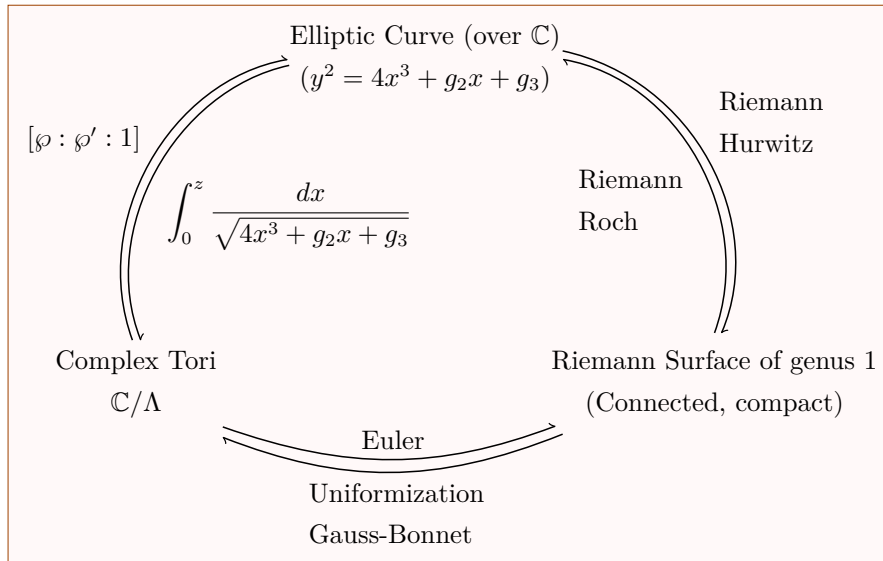 Elliptic Curve (over ℂ)
(y² = 4x³ + g₂x + g₃)
[℘ : ℘′ : 1]
∫₀ᶻ dx / √(4x³ + g₂x + g₃)
Riemann
Hurwitz
Riemann
Roch
Complex Tori
ℂ/Λ
Riemann Surface of genus 1
(Connected, compact)
Euler
Uniformization
Gauss-Bonnet